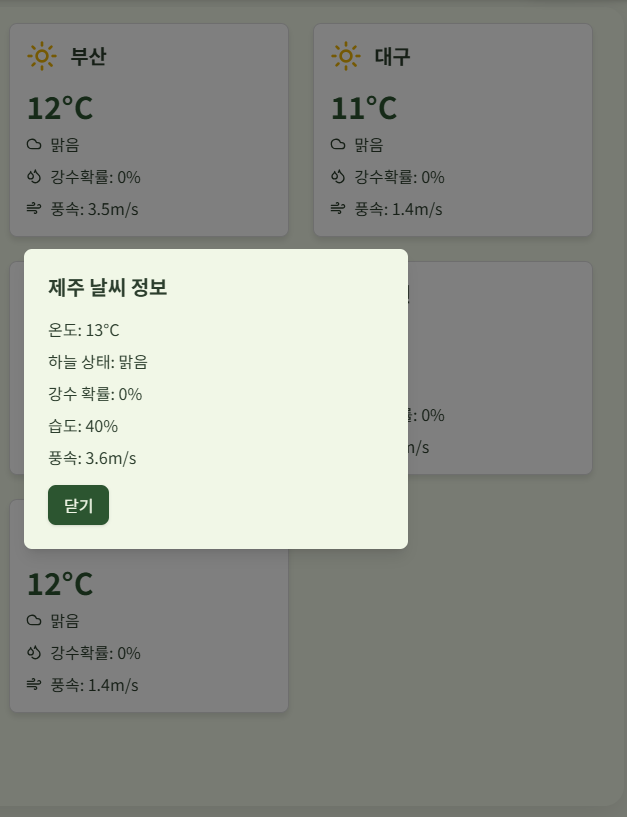 부산
12°C
맑음
강수확률: 0%
풍속: 3.5m/s
대구
11°C
맑음
강수확률: 0%
풍속: 1.4m/s
제주 날씨 정보
온도: 13°C
하늘 상태: 맑음
강수 확률: 0%
습도: 40%
풍속: 3.6m/s
닫기
: 0%
/s
12°C
맑음
강수확률: 0%
풍속: 1.4m/s